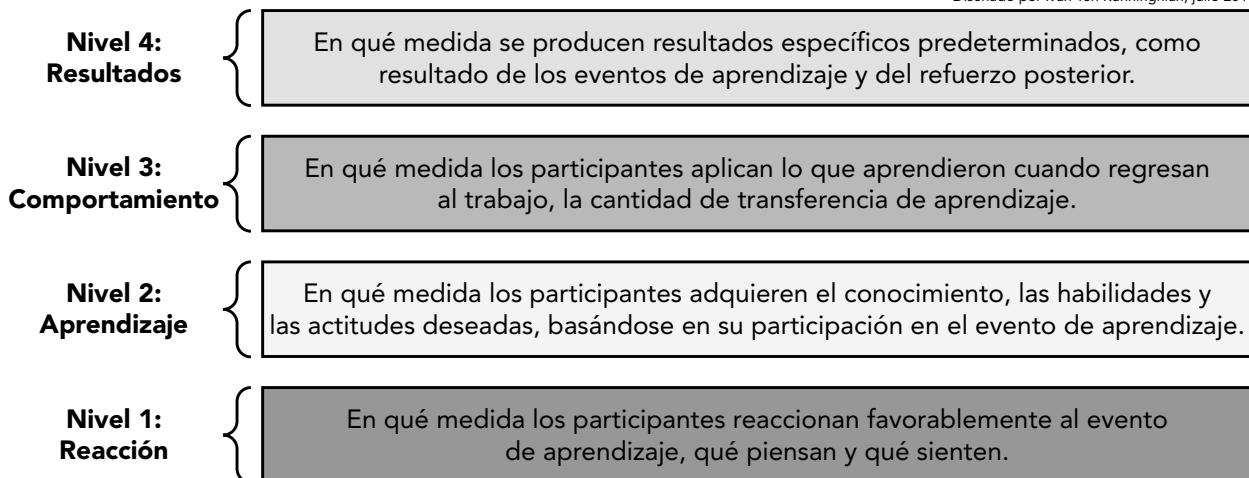 Nivel 4:
Resultados
En qué medida se producen resultados específicos predeterminados, como
resultado de los eventos de aprendizaje y del refuerzo posterior.
Nivel 3:
Comportamiento
En qué medida los participantes aplican lo que aprendieron cuando regresan
al trabajo, la cantidad de transferencia de aprendizaje.
Nivel 2:
Aprendizaje
En qué medida los participantes adquieren el conocimiento, las habilidades y
las actitudes deseadas, basándose en su participación en el evento de aprendizaje.
Nivel 1:
Reacción
En qué medida los participantes reaccionan favorablemente al evento
de aprendizaje, qué piensan y qué sienten.